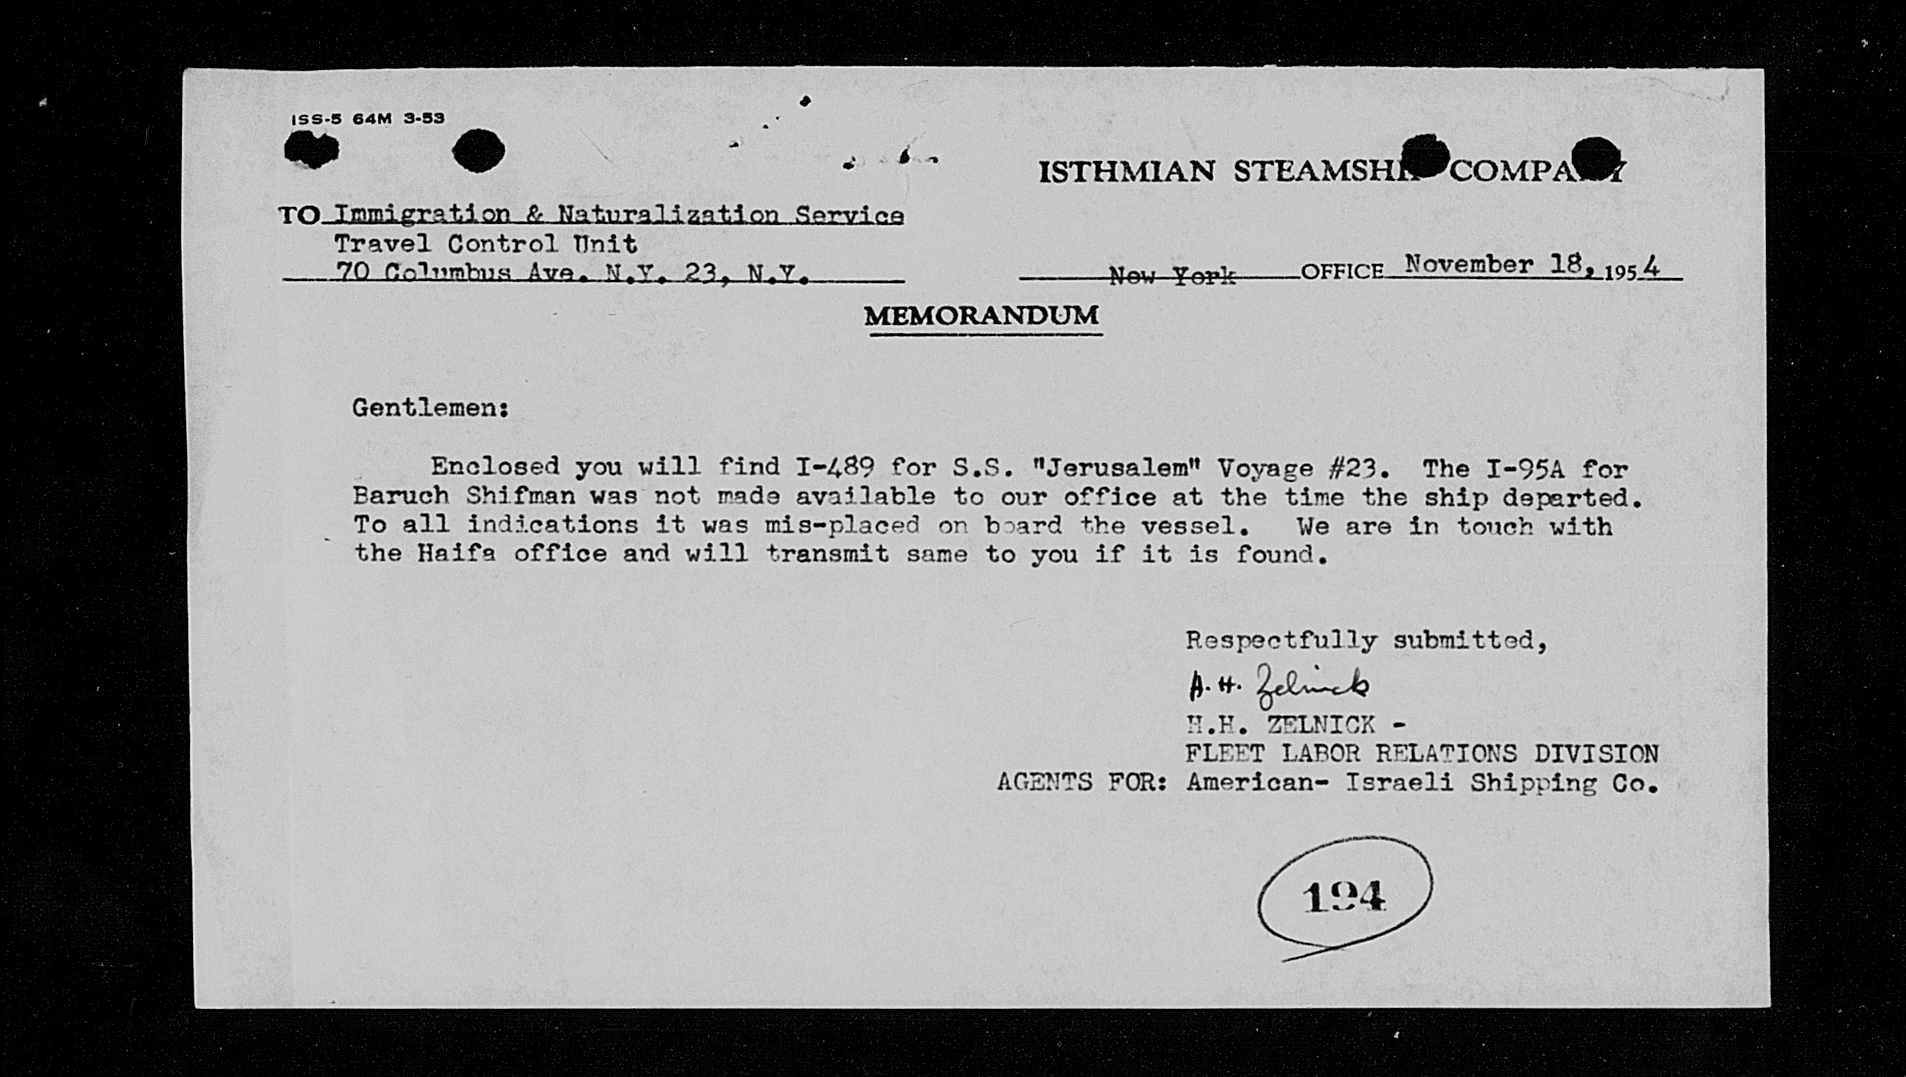 ISS-5 64M 3-53
ISTHMIAN STEAMSHIP COMPANY
TO Immigration & Naturalization Service
Travel Control Unit
70 Columbus Ave. N.Y. 23, N.Y.
New York OFFICE November 18, 1954
MEMORANDUM
Gentlemen:
Enclosed you will find I-489 for S.S. "Jerusalem" Voyage #23. The I-95A for
Baruch Shifman was not made available to our office at the time the ship departed.
To all indications it was mis-placed on board the vessel. We are in touch with
the Haifa office and will transmit same to you if it is found.
Respectfully submitted,
A. H. Zelnick
H.H. ZELNICK -
FLEET LABOR RELATIONS DIVISION
AGENTS FOR: American- Israeli Shipping Co.
194